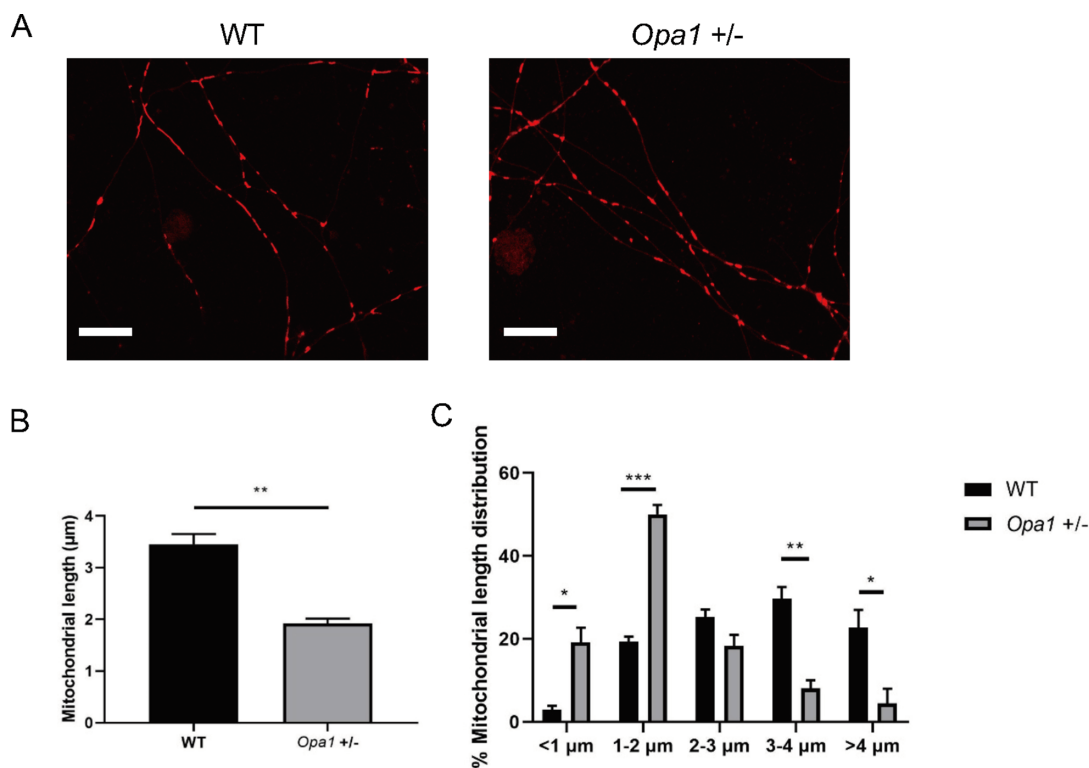 A
WT
Opa1 +/-
B
Mitochondrial length (µm)
4
3
2
1
0
**
WT
Opa1 +/-
C
% Mitochondrial length distribution
60
40
20
0
*
***
**
*
<1 µm
1-2 µm
2-3 µm
3-4 µm
>4 µm
WT
Opa1 +/-